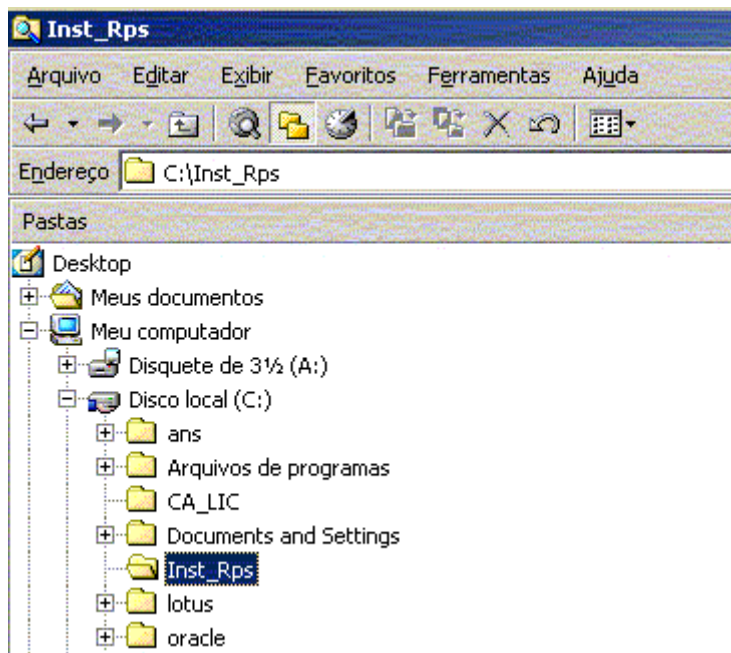 Inst_Rps
Arquivo Editar Exibir Favoritos Ferramentas Ajuda
Endereço C:\Inst_Rps
Pastas
Desktop
Meus documentos
Meu computador
Disquete de 3½ (A:)
Disco local (C:)
ans
Arquivos de programas
CA_LIC
Documents and Settings
Inst_Rps
lotus
oracle